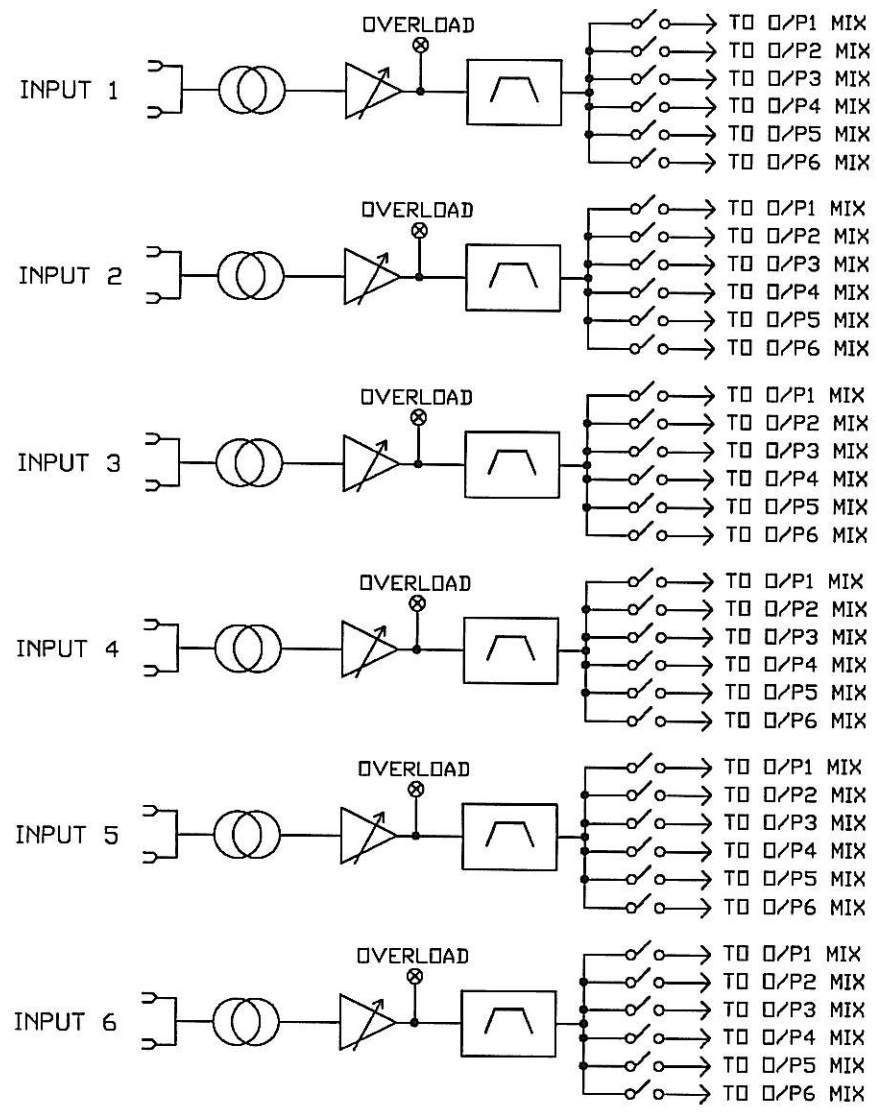 OVERLOAD
TO O/P1 MIX
TO O/P2 MIX
INPUT 1
TO O/P3 MIX
TO O/P4 MIX
TO O/P5 MIX
TO O/P6 MIX
OVERLOAD
TO O/P1 MIX
TO O/P2 MIX
INPUT 2
TO O/P3 MIX
TO O/P4 MIX
TO O/P5 MIX
TO O/P6 MIX
OVERLOAD
TO O/P1 MIX
TO O/P2 MIX
INPUT 3
TO O/P3 MIX
TO O/P4 MIX
TO O/P5 MIX
TO O/P6 MIX
OVERLOAD
TO O/P1 MIX
TO O/P2 MIX
INPUT 4
TO O/P3 MIX
TO O/P4 MIX
TO O/P5 MIX
TO O/P6 MIX
OVERLOAD
TO O/P1 MIX
TO O/P2 MIX
INPUT 5
TO O/P3 MIX
TO O/P4 MIX
TO O/P5 MIX
TO O/P6 MIX
OVERLOAD
TO O/P1 MIX
TO O/P2 MIX
INPUT 6
TO O/P3 MIX
TO O/P4 MIX
TO O/P5 MIX
TO O/P6 MIX